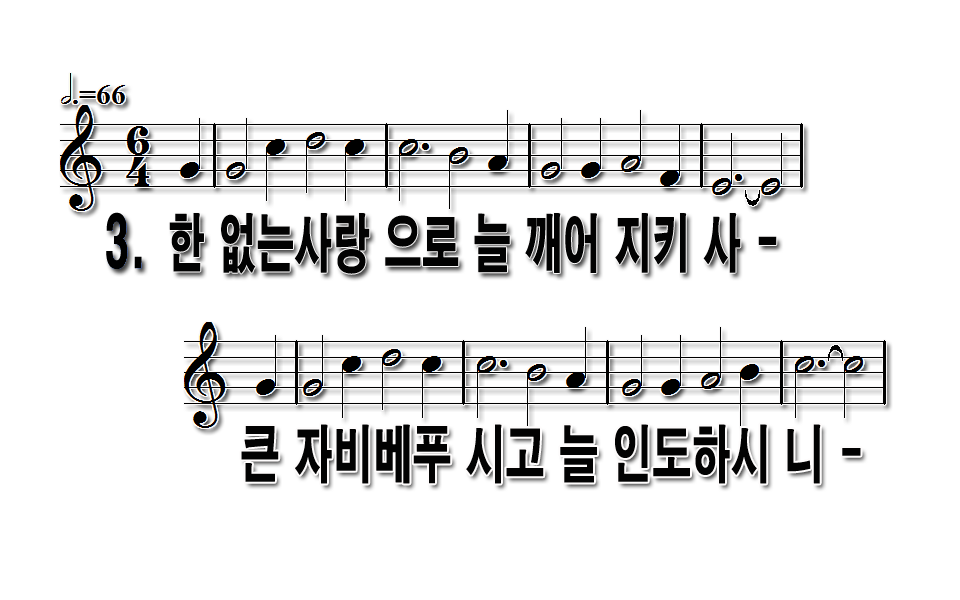 𝅗𝅥.=66
6
4
3. 한 없는사랑 으로 늘 깨어 지키 사 -
큰 자비베푸 시고 늘 인도하시 니 -